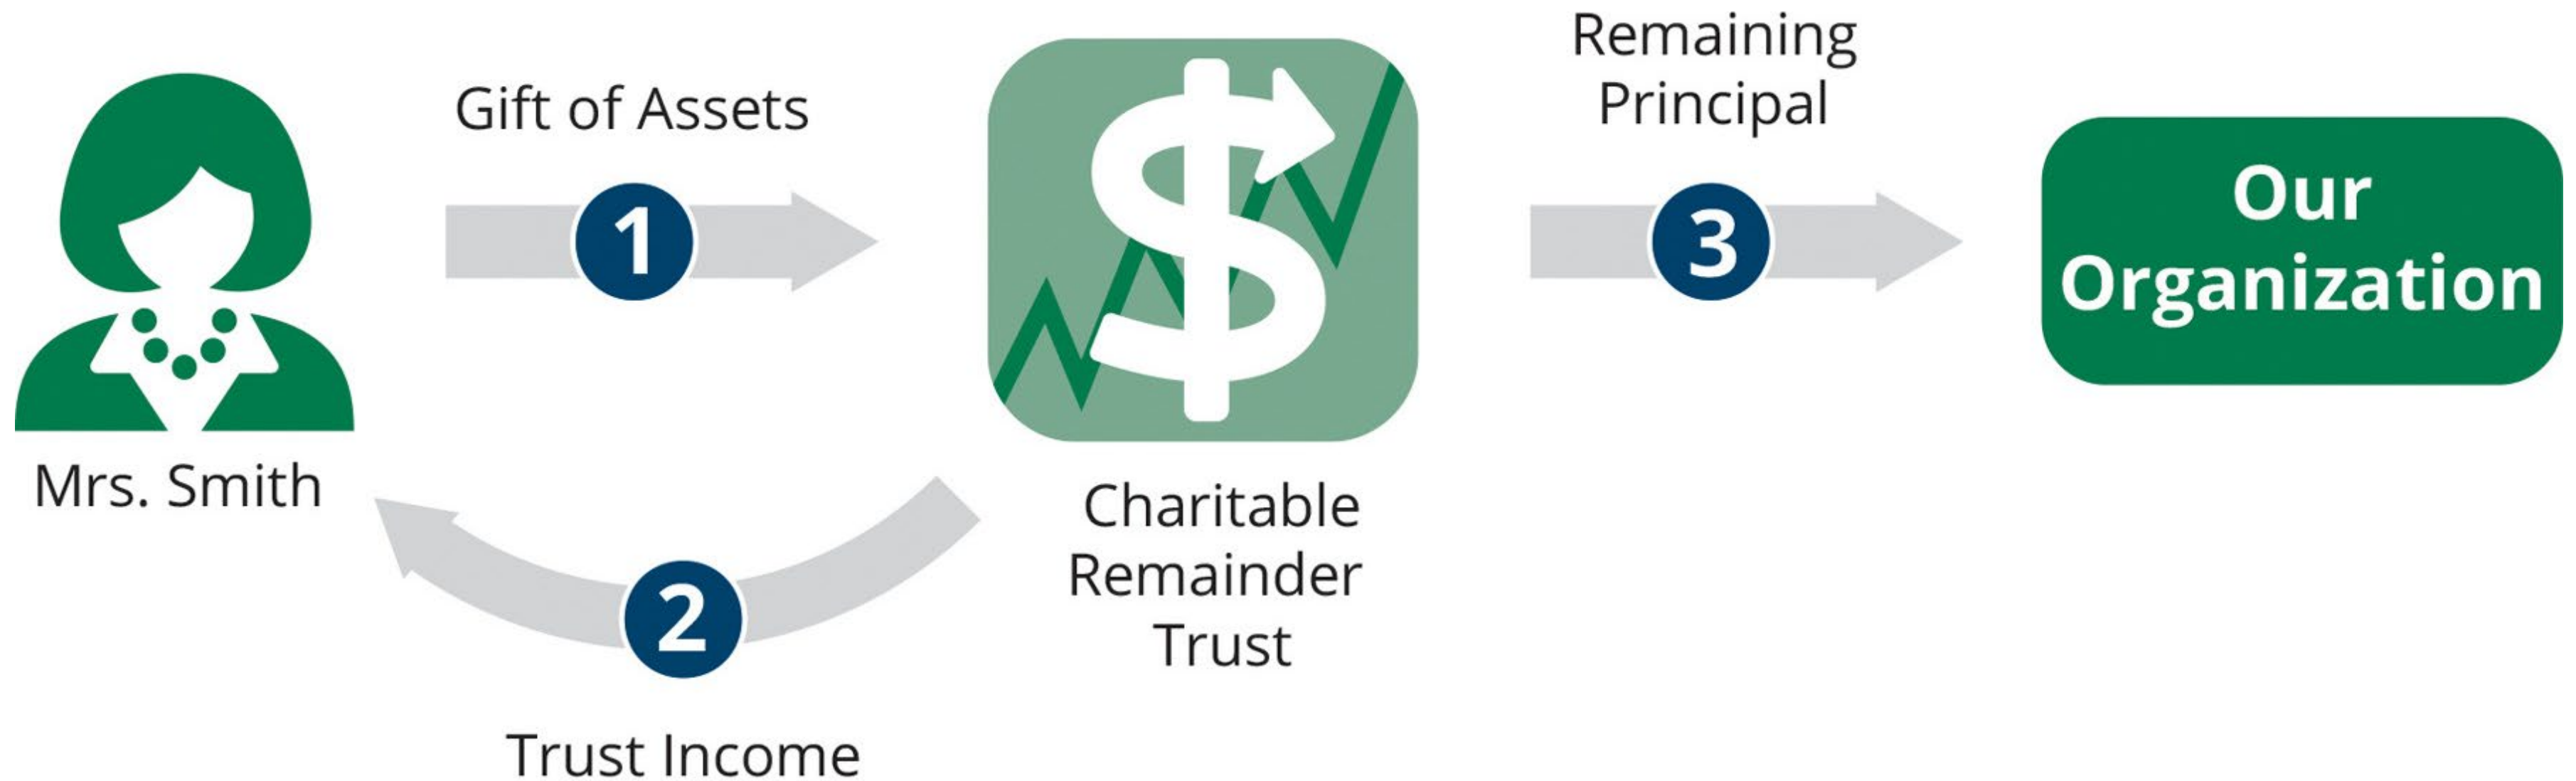 Mrs. Smith
Gift of Assets
1
2
Trust Income
$
Charitable
Remainder
Trust
Remaining
Principal
3
Our
Organization